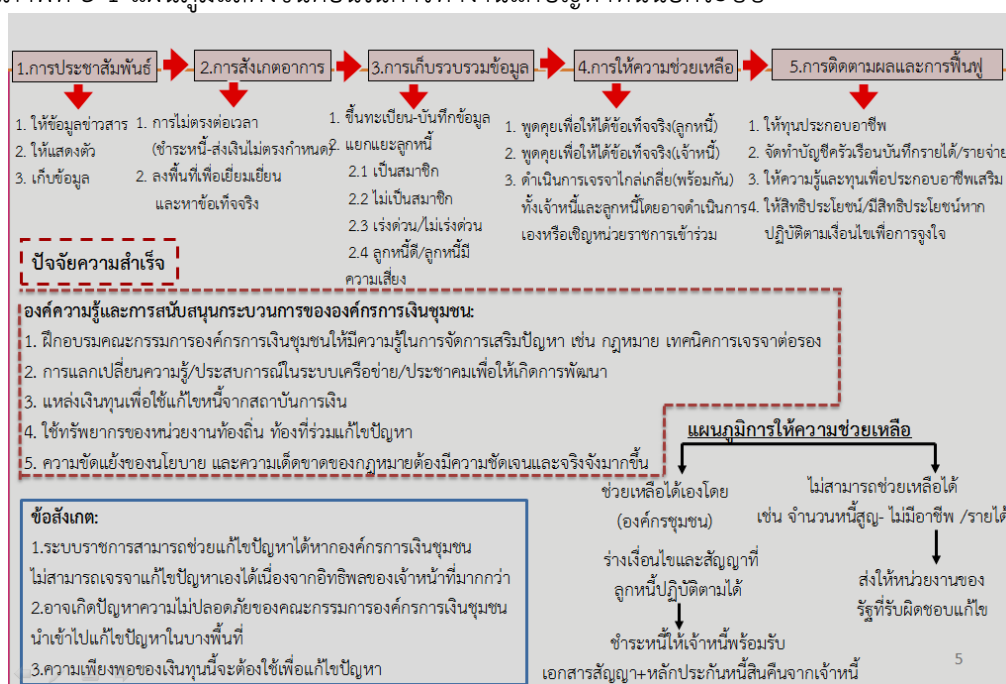 1.การประชาสัมพันธ์
2.การสังเกตอาการ
3.การเก็บรวบรวมข้อมูล
4.การให้ความช่วยเหลือ
5.การติดตามผลและการฟื้นฟู
1. ให้ข้อมูลข่าวสาร
2. ให้แสดงตัว
3. เก็บข้อมูล
1. การไม่ตรงต่อเวลา
(ชำระหนี้-ส่งเงินไม่ตรงกำหนด)
2. ลงพื้นที่เพื่อเยี่ยมเยียน
และหาข้อเท็จจริง
1. ขึ้นทะเบียน-บันทึกข้อมูล
2. แยกแยะลูกหนี้
2.1 เป็นสมาชิก
2.2 ไม่เป็นสมาชิก
2.3 เร่งด่วน/ไม่เร่งด่วน
2.4 ลูกหนี้ดี/ลูกหนี้มี
ความเสี่ยง
1. พูดคุยเพื่อให้ได้ข้อเท็จจริง(ลูกหนี้)
2. พูดคุยเพื่อให้ได้ข้อเท็จจริง(เจ้าหนี้)
3. ดำเนินการเจรจาไกล่เกลี่ย(พร้อมกัน)
ทั้งเจ้าหนี้และลูกหนี้โดยอาจดำเนินการ
เองหรือเชิญหน่วยราชการเข้าร่วม
1. ให้ทุนประกอบอาชีพ
2. จัดทำบัญชีครัวเรือนบันทึกรายได้/รายจ่าย
3. ให้ความรู้และทุนเพื่อประกอบอาชีพเสริม
4. ให้สิทธิประโยชน์/มีสิทธิประโยชน์หาก
ปฏิบัติตามเงื่อนไขเพื่อการจูงใจ
ปัจจัยความสำเร็จ
องค์ความรู้และการสนับสนุนกระบวนการขององค์กรการเงินชุมชน:
1. ฝึกอบรมคณะกรรมการองค์กรการเงินชุมชนให้มีความรู้ในการจัดการเสริมปัญหา เช่น กฎหมาย เทคนิคการเจรจาต่อรอง
2. การแลกเปลี่ยนความรู้/ประสบการณ์ในระบบเครือข่าย/ประชาคมเพื่อให้เกิดการพัฒนา
3. แหล่งเงินทุนเพื่อใช้แก้ไขหนี้จากสถาบันการเงิน
4. ใช้ทรัพยากรของหน่วยงานท้องถิ่น ท้องที่ร่วมแก้ไขปัญหา
5. ความขัดแย้งของนโยบาย และความเด็ดขาดของกฎหมายต้องมีความชัดเจนและจริงจังมากขึ้น
แผนภูมิการให้ความช่วยเหลือ
ช่วยเหลือได้เองโดย
(องค์กรชุมชน)
ร่างเงื่อนไขและสัญญาที่
ลูกหนี้ปฏิบัติตามได้
ชำระหนี้ให้เจ้าหนี้พร้อมรับ
เอกสารสัญญา+หลักประกันหนี้สินคืนจากเจ้าหนี้
ไม่สามารถช่วยเหลือได้
เช่น จำนวนหนี้สูญ- ไม่มีอาชีพ /รายได้
ส่งให้หน่วยงานของ
รัฐที่รับผิดชอบแก้ไข
ข้อสังเกต:
1.ระบบราชการสามารถช่วยแก้ไขปัญหาได้หากองค์กรการเงินชุมชน
ไม่สามารถเจรจาแก้ไขปัญหาเองได้เนื่องจากอิทธิพลของเจ้าหน้าที่มากกว่า
2.อาจเกิดปัญหาความไม่ปลอดภัยของคณะกรรมการองค์กรการเงินชุมชน
นำเข้าไปแก้ไขปัญหาในบางพื้นที่
3.ความเพียงพอของเงินทุนนี้จะต้องใช้เพื่อแก้ไขปัญหา
5